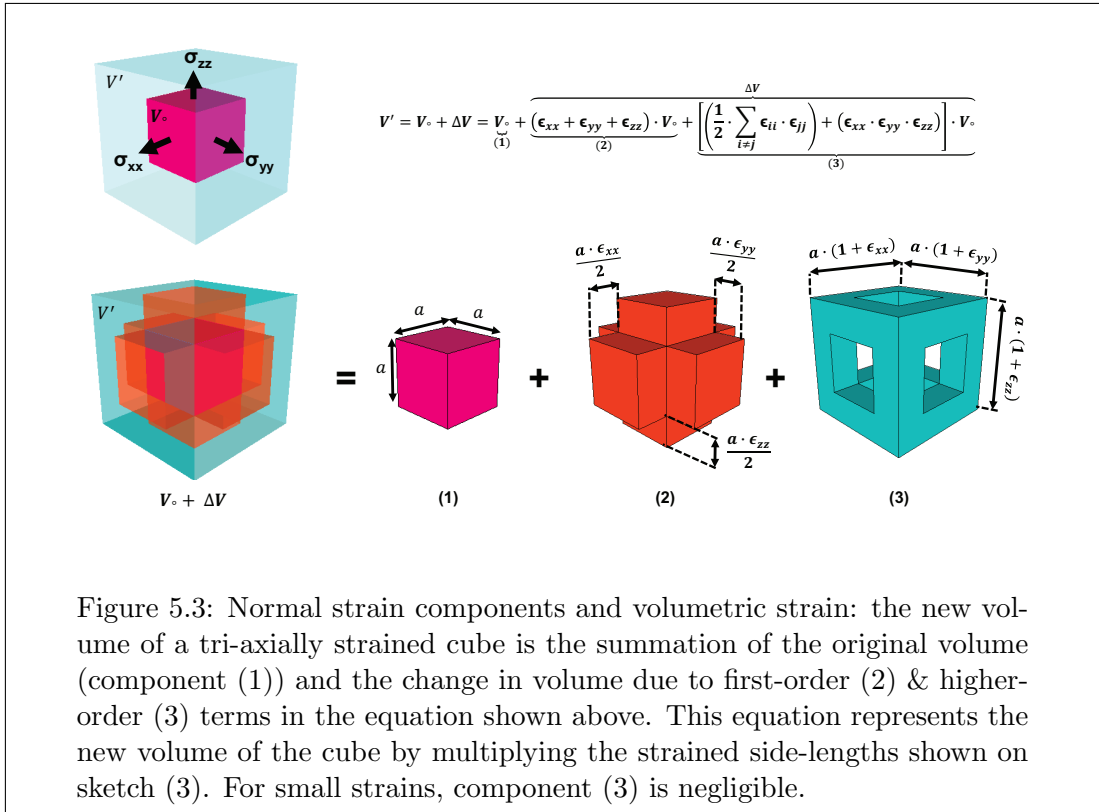 σzz
V′
V∘
σxx
σyy
V′ = V∘ + ΔV = V∘ + (ϵxx + ϵyy + ϵzz) · V∘ + [((1/2) · ∑i≠j ϵii · ϵjj) + (ϵxx · ϵyy · ϵzz)] · V∘
ΔV
(1)
(2)
(3)
V′
V∘ + ΔV
=
a
a
a
(1)
+
a · ϵxx / 2
a · ϵyy / 2
a · ϵzz / 2
(2)
+
a · (1 + ϵxx)
a · (1 + ϵyy)
a · (1 + ϵzz)
(3)
Figure 5.3: Normal strain components and volumetric strain: the new vol-
ume of a tri-axially strained cube is the summation of the original volume
(component (1)) and the change in volume due to first-order (2) & higher-
order (3) terms in the equation shown above. This equation represents the
new volume of the cube by multiplying the strained side-lengths shown on
sketch (3). For small strains, component (3) is negligible.